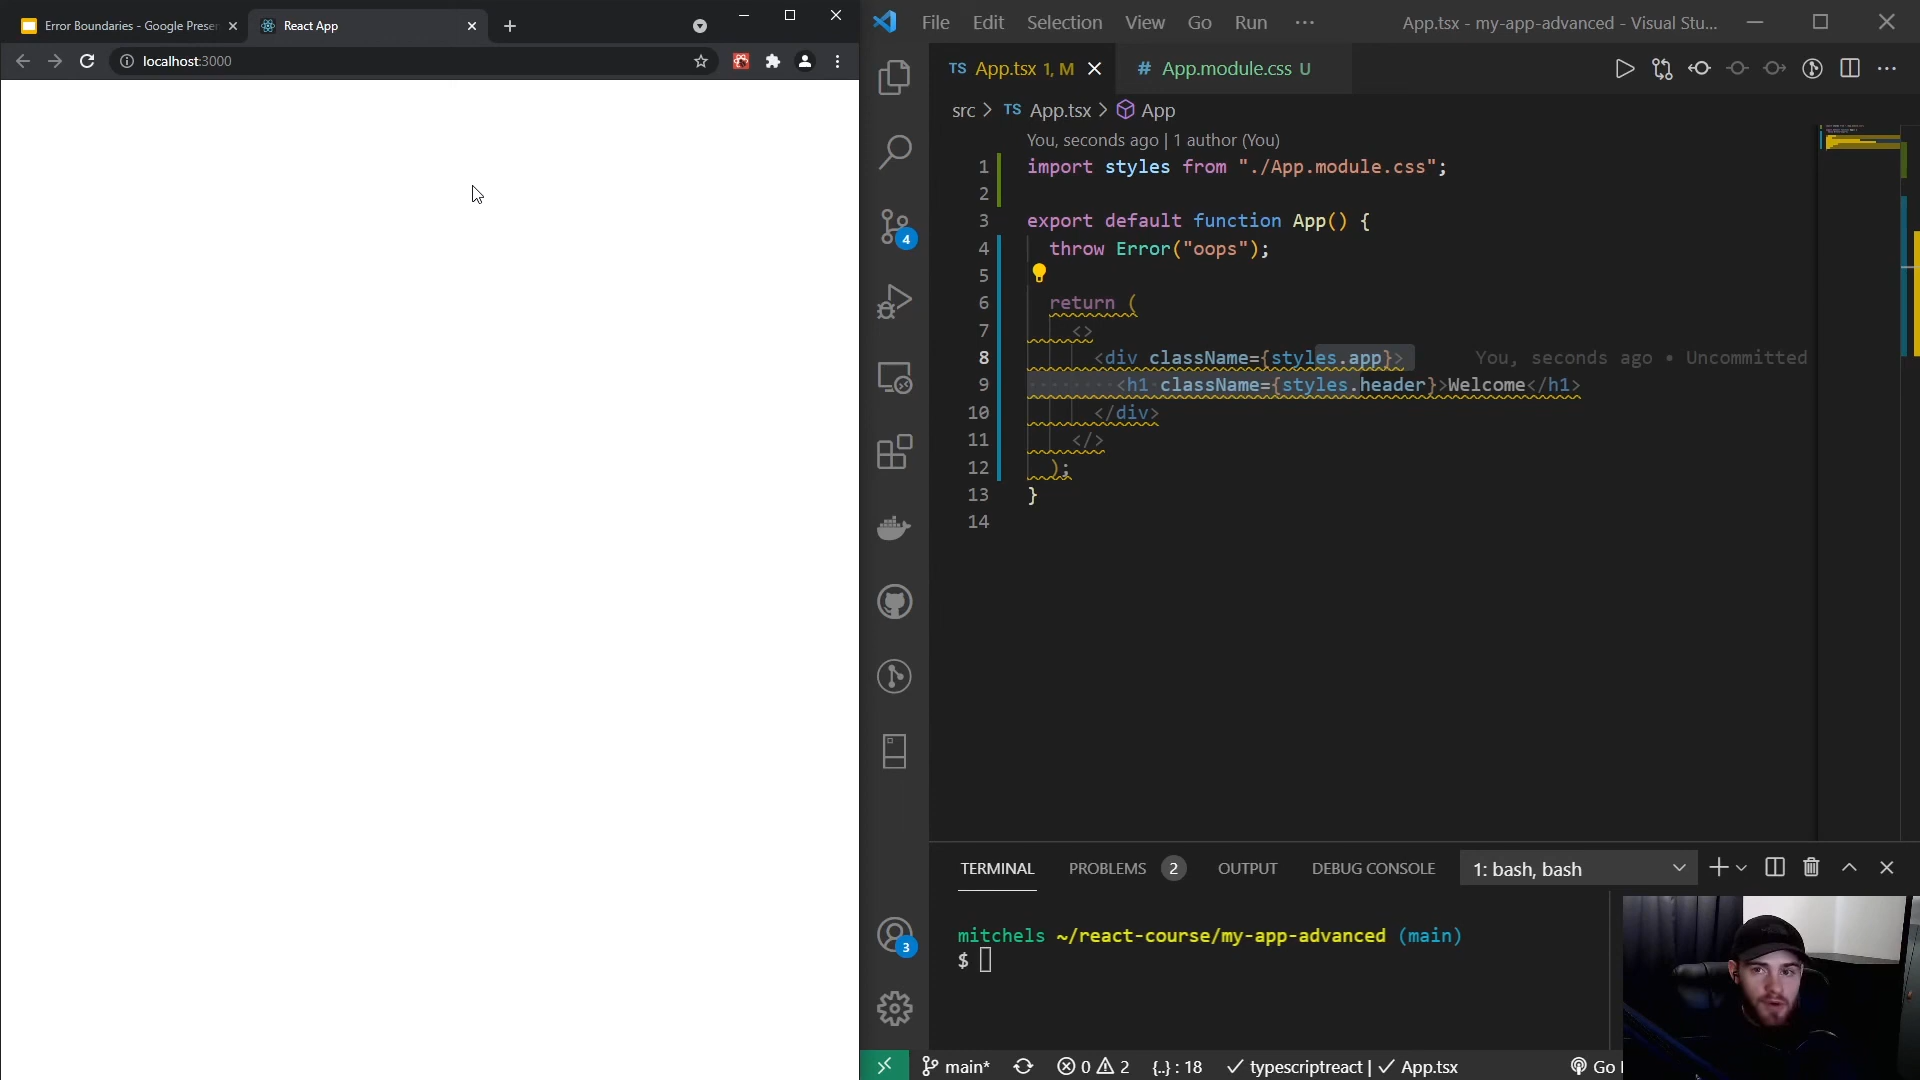 Error Boundaries - Google Preser
React App
localhost:3000
File Edit Selection View Go Run ···
App.tsx - my-app-advanced - Visual Stu...
TS App.tsx 1, M
# App.module.css U
src > TS App.tsx > App
You, seconds ago | 1 author (You)
1 import styles from "./App.module.css";
2
3 export default function App() {
4 throw Error("oops");
5
6 return (
7 <>
8 <div className={styles.app}> You, seconds ago • Uncommitted
9 <h1 className={styles.header}>Welcome</h1>
10 </div>
11 </>
12 );
13 }
14
4
3
TERMINAL PROBLEMS 2 OUTPUT DEBUG CONSOLE 1: bash, bash
mitchels ~/react-course/my-app-advanced (main)
$
main* 0 2 {..} : 18 ✓ typescriptreact | ✓ App.tsx Go